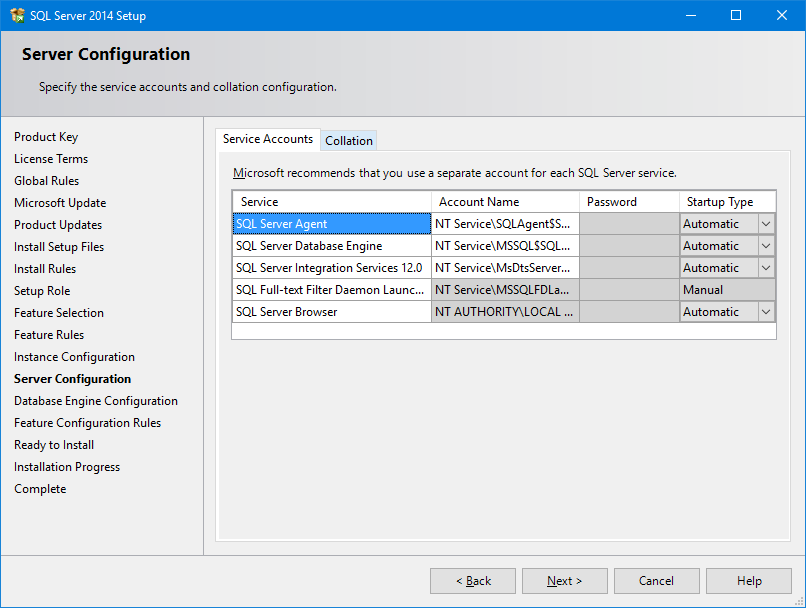 SQL Server 2014 Setup
Server Configuration
Specify the service accounts and collation configuration.
Product Key
License Terms
Global Rules
Microsoft Update
Product Updates
Install Setup Files
Install Rules
Setup Role
Feature Selection
Feature Rules
Instance Configuration
Server Configuration
Database Engine Configuration
Feature Configuration Rules
Ready to Install
Installation Progress
Complete
Service Accounts Collation
Microsoft recommends that you use a separate account for each SQL Server service.
Service Account Name Password Startup Type
SQL Server Agent NT Service\SQLAgent$S... Automatic
SQL Server Database Engine NT Service\MSSQL$SQL... Automatic
SQL Server Integration Services 12.0 NT Service\MsDtsServer... Automatic
SQL Full-text Filter Daemon Launc... NT Service\MSSQLFDLa... Manual
SQL Server Browser NT AUTHORITY\LOCAL ... Automatic
< Back Next > Cancel Help